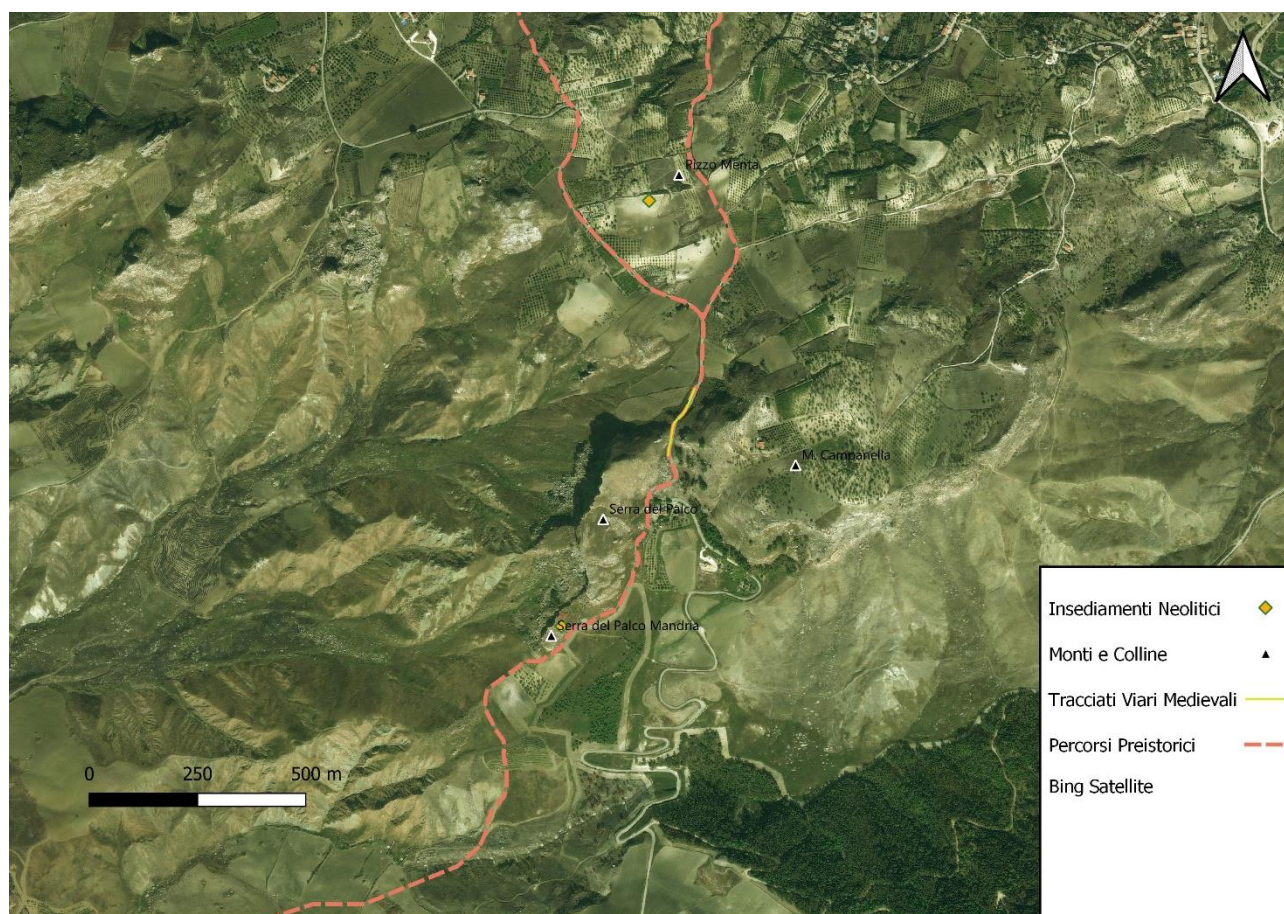 Pizzo Menta
M. Campanella
Serra del Palco
Serra del Palco Mandria
0 250 500 m
Insediamenti Neolitici
Monti e Colline
Tracciati Viari Medievali
Percorsi Preistorici
Bing Satellite